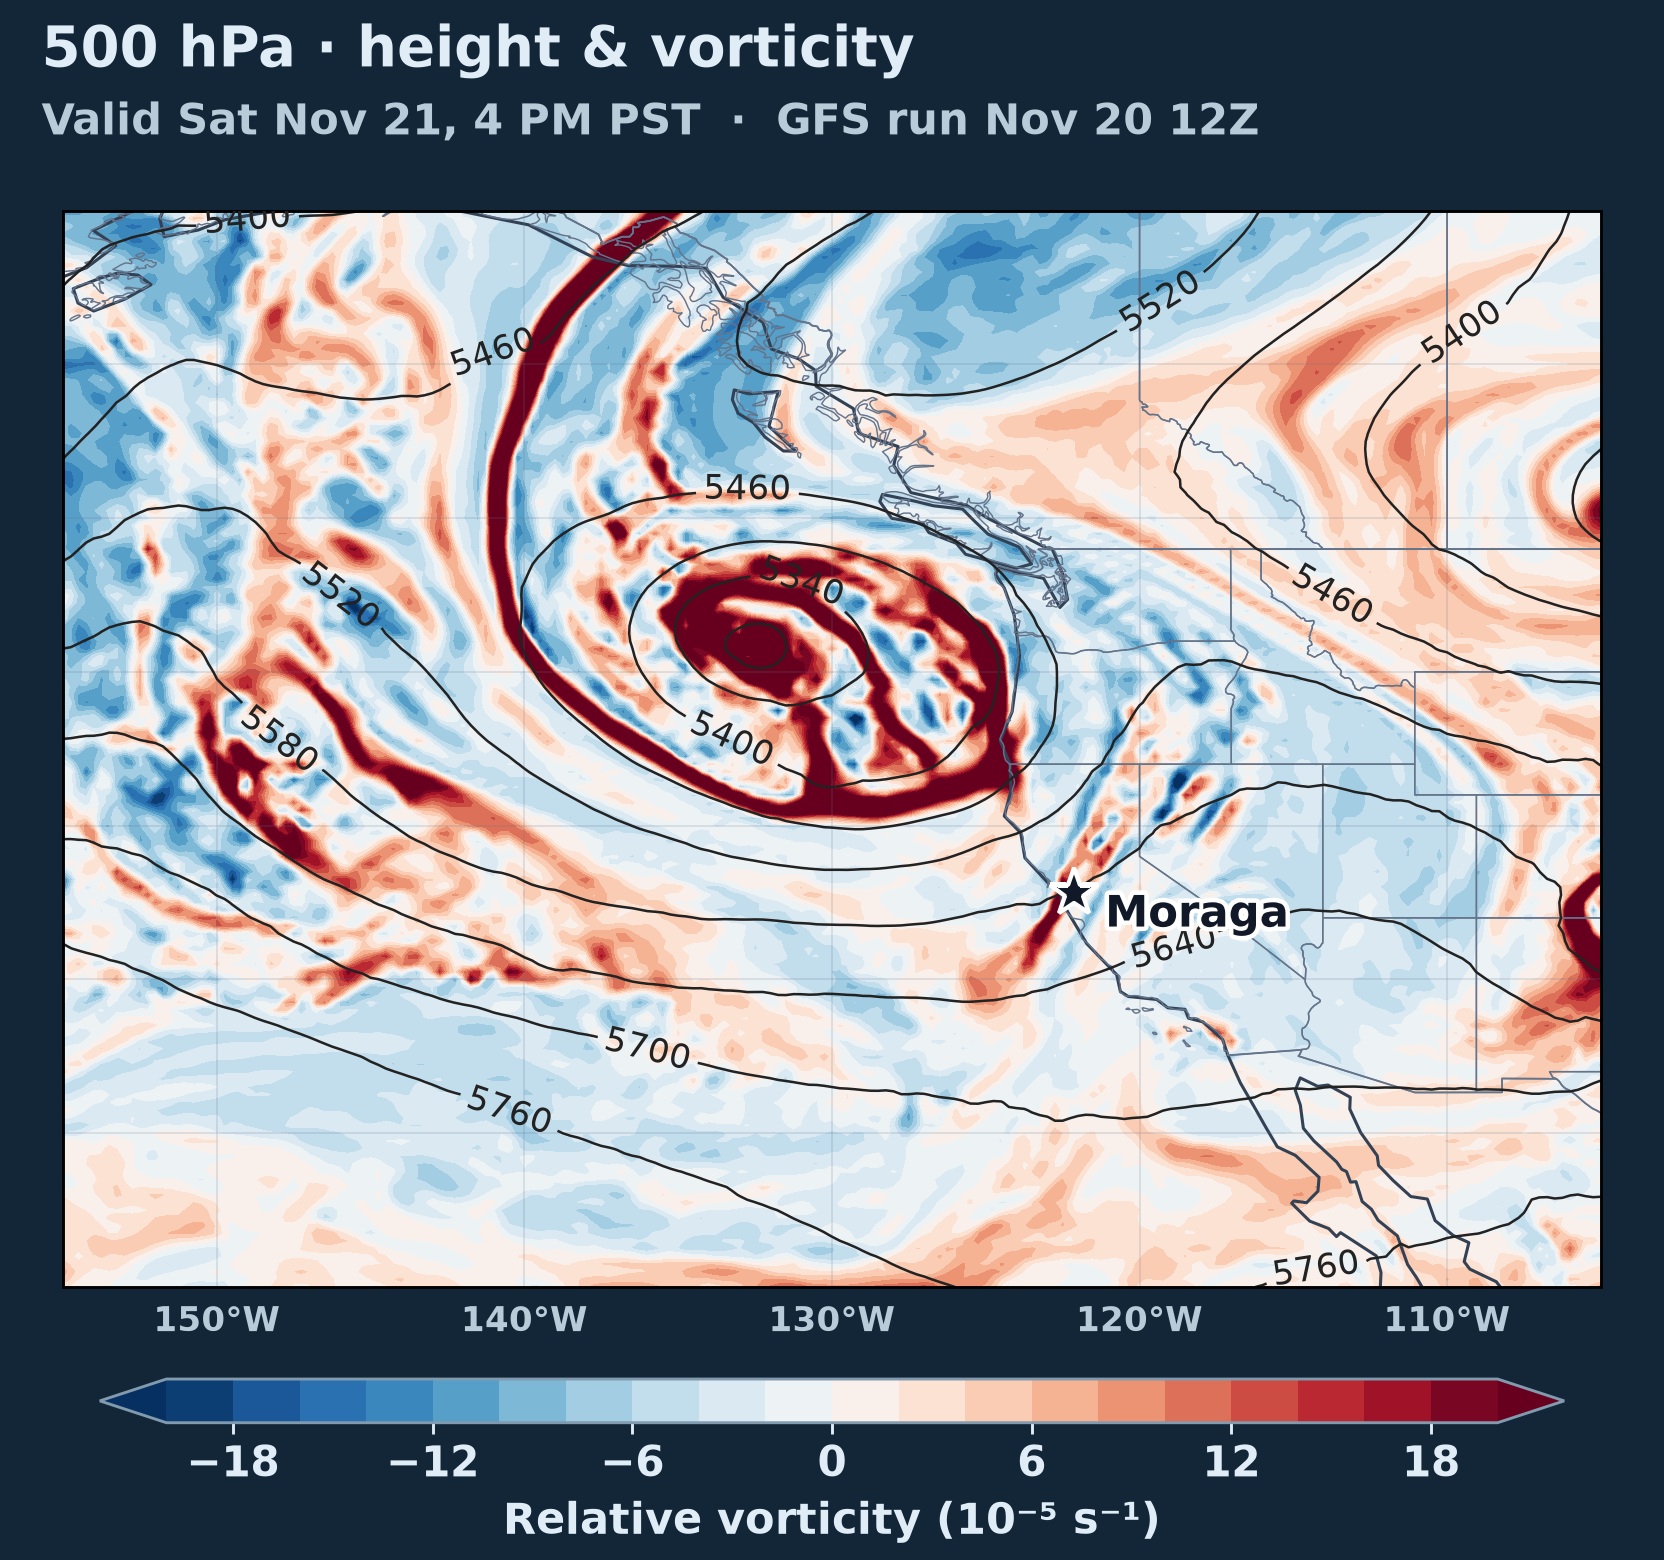 500 hPa · height & vorticity
Valid Sat Nov 21, 4 PM PST · GFS run Nov 20 12Z
5400
5520
5400
5460
5460
5340
5460
5520
5400
5580
Moraga
5640
5700
5760
5760
150°W 140°W 130°W 120°W 110°W
−18 −12 −6 0 6 12 18
Relative vorticity (10⁻⁵ s⁻¹)